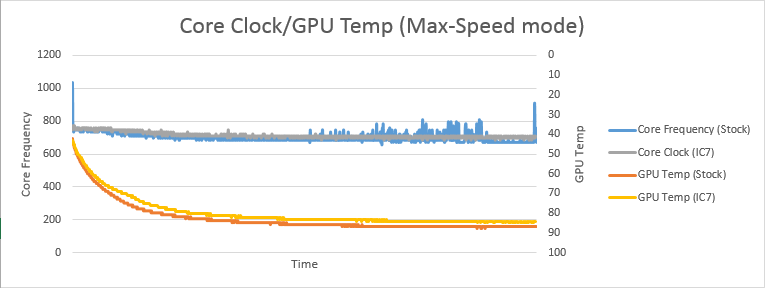 Core Clock/GPU Temp (Max-Speed mode)
1200
1000
800
600
400
200
0
Core Frequency
Time
0
10
20
30
40
50
60
70
80
90
100
GPU Temp
Core Frequency (Stock)
Core Clock (IC7)
GPU Temp (Stock)
GPU Temp (IC7)